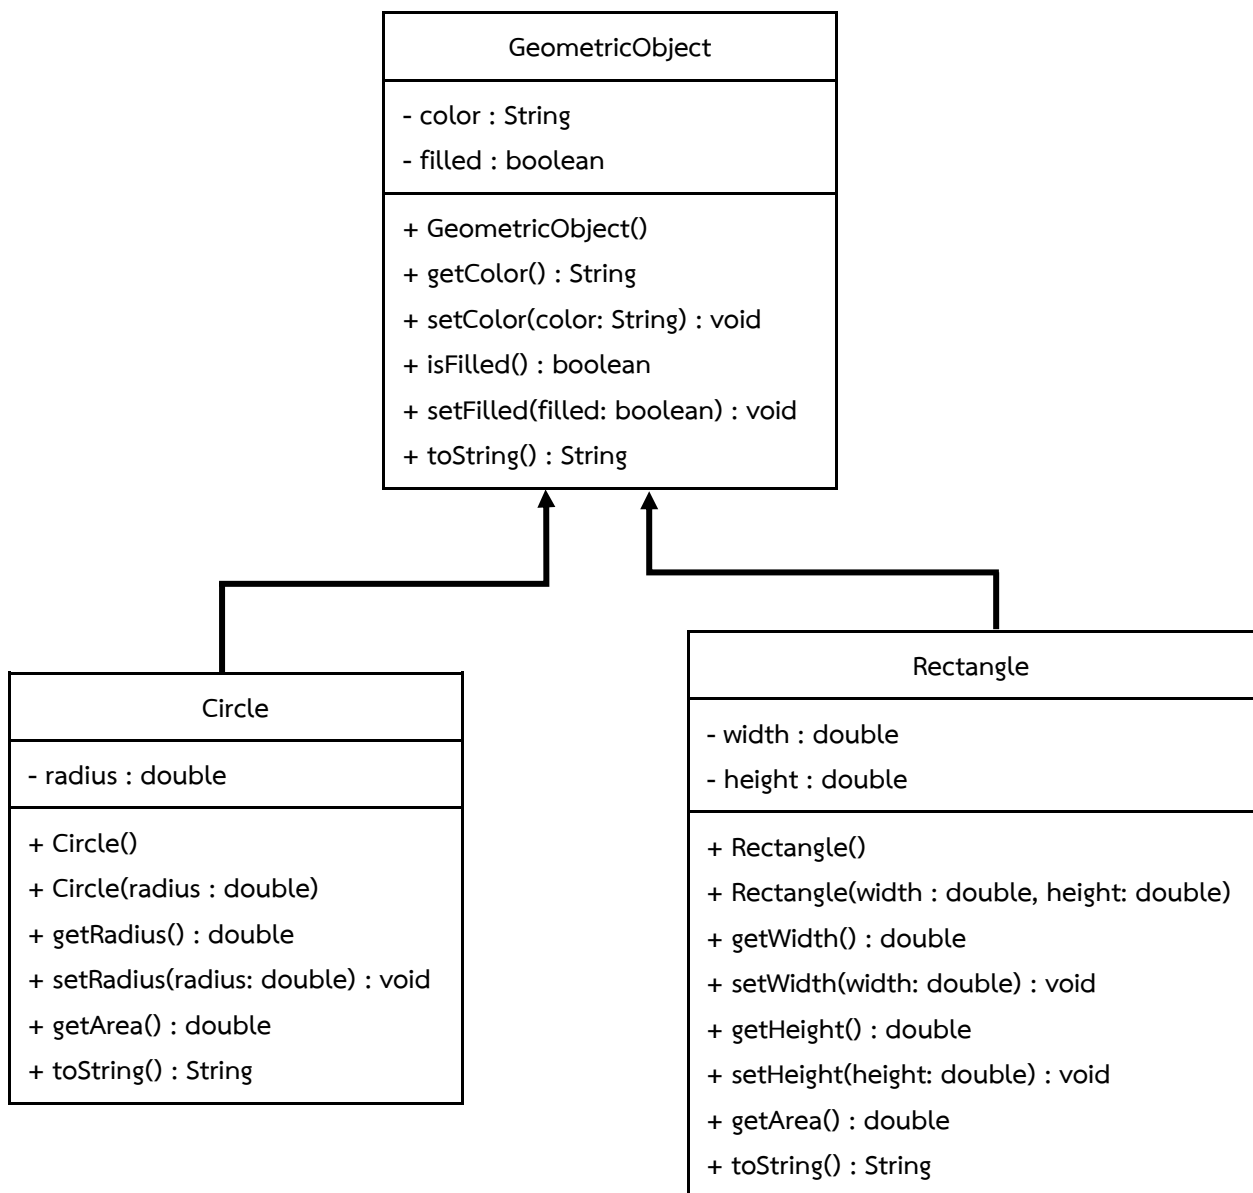 GeometricObject
- color : String
- filled : boolean
+ GeometricObject()
+ getColor() : String
+ setColor(color: String) : void
+ isFilled() : boolean
+ setFilled(filled: boolean) : void
+ toString() : String
Circle
- radius : double
+ Circle()
+ Circle(radius : double)
+ getRadius() : double
+ setRadius(radius: double) : void
+ getArea() : double
+ toString() : String
Rectangle
- width : double
- height : double
+ Rectangle()
+ Rectangle(width : double, height: double)
+ getWidth() : double
+ setWidth(width: double) : void
+ getHeight() : double
+ setHeight(height: double) : void
+ getArea() : double
+ toString() : String